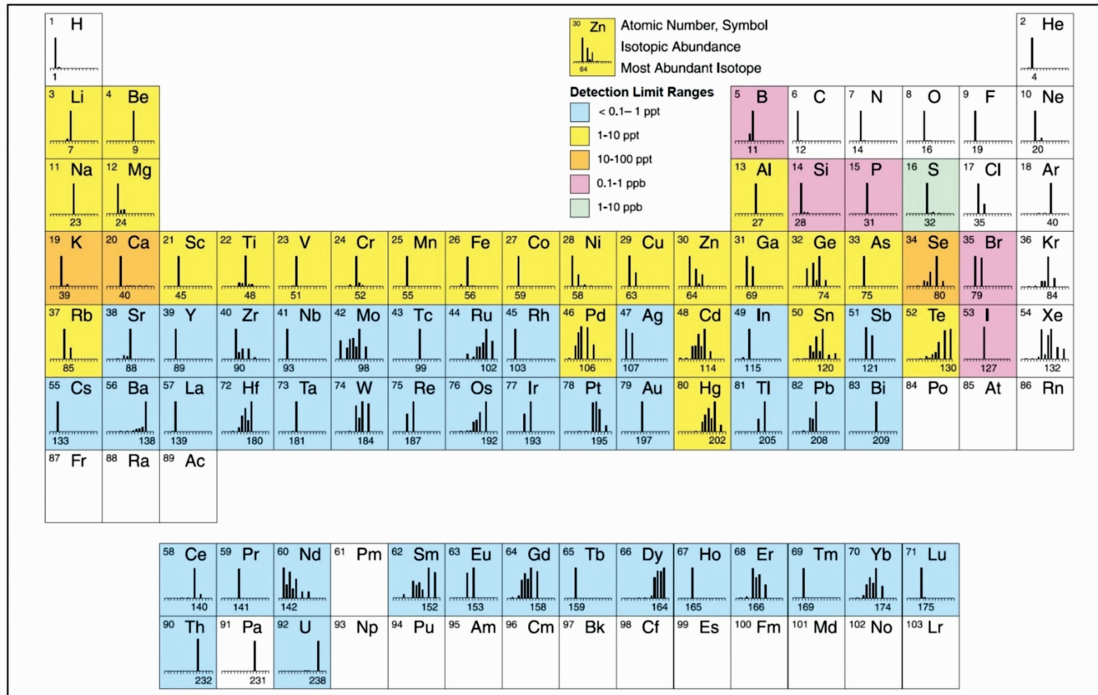 1 H
1
30 Zn
64
Atomic Number, Symbol
Isotopic Abundance
Most Abundant Isotope
2 He
4
Detection Limit Ranges
< 0.1– 1 ppt
1-10 ppt
10-100 ppt
0.1-1 ppb
1-10 ppb
3 Li 4 Be 5 B 6 C 7 N 8 O 9 F 10 Ne
7 9 11 12 14 16 19 20
11 Na 12 Mg 13 Al 14 Si 15 P 16 S 17 Cl 18 Ar
23 24 27 28 31 32 35 40
19 K 20 Ca 21 Sc 22 Ti 23 V 24 Cr 25 Mn 26 Fe 27 Co 28 Ni 29 Cu 30 Zn 31 Ga 32 Ge 33 As 34 Se 35 Br 36 Kr
39 40 45 48 51 52 55 56 59 58 63 64 69 74 75 80 79 84
37 Rb 38 Sr 39 Y 40 Zr 41 Nb 42 Mo 43 Tc 44 Ru 45 Rh 46 Pd 47 Ag 48 Cd 49 In 50 Sn 51 Sb 52 Te 53 I 54 Xe
85 88 89 90 93 98 99 102 103 106 107 114 115 120 121 130 127 132
55 Cs 56 Ba 57 La 72 Hf 73 Ta 74 W 75 Re 76 Os 77 Ir 78 Pt 79 Au 80 Hg 81 Tl 82 Pb 83 Bi 84 Po 85 At 86 Rn
133 138 139 180 181 184 187 192 193 195 197 202 205 208 209
87 Fr 88 Ra 89 Ac
58 Ce 59 Pr 60 Nd 61 Pm 62 Sm 63 Eu 64 Gd 65 Tb 66 Dy 67 Ho 68 Er 69 Tm 70 Yb 71 Lu
140 141 142 152 153 158 159 164 165 166 169 174 175
90 Th 91 Pa 92 U 93 Np 94 Pu 95 Am 96 Cm 97 Bk 98 Cf 99 Es 100 Fm 101 Md 102 No 103 Lr
232 231 238